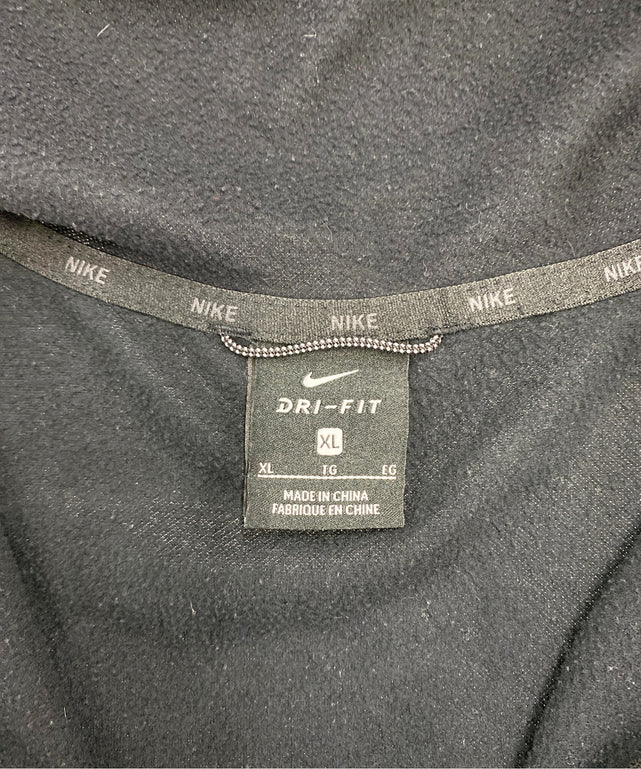 NIKE NIKE NIKE NIKE NIKE
DRI-FIT
XL
XL TG EG
MADE IN CHINA
FABRIQUE EN CHINE